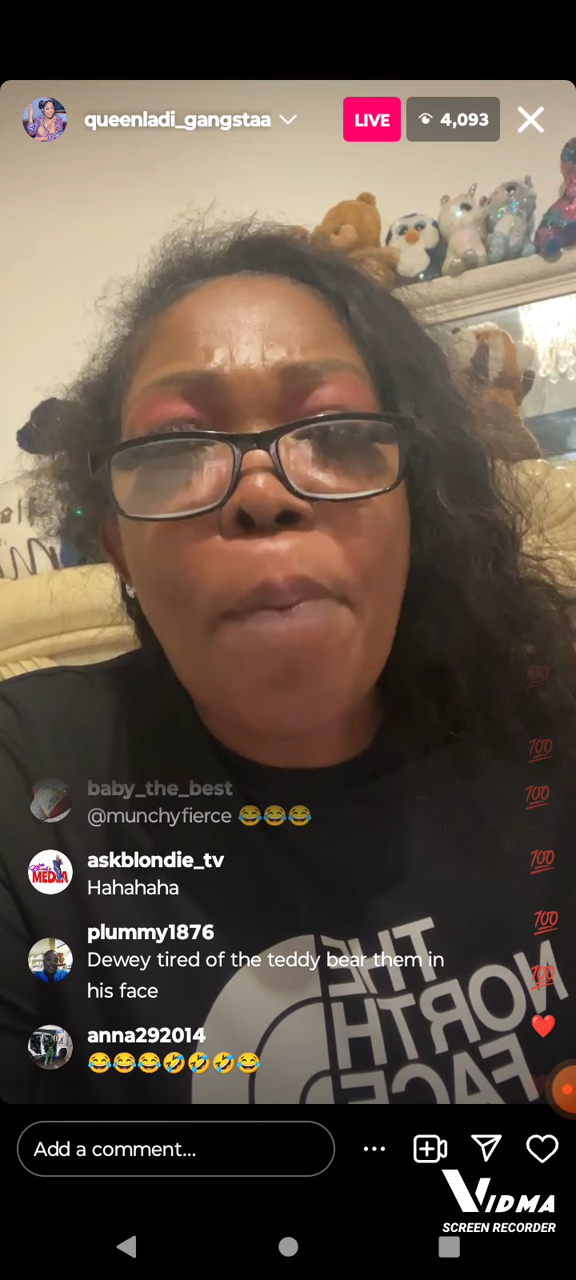 queenladi_gangstaa
LIVE
4,093
baby_the_best
@munchyfierce 😂😂😂
askblondie_tv
Hahahaha
plummy1876
Dewey tired of the teddy bear them in
his face
anna292014
😂😂😂🤣🤣🤣😂
THE
NORTH
FACE
Add a comment...
VIDMA
SCREEN RECORDER